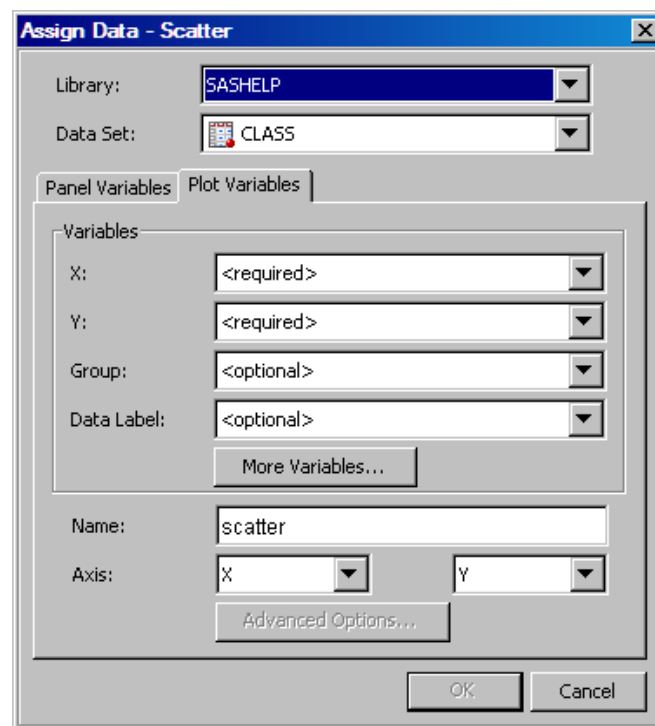 Assign Data - Scatter
Library: SASHELP
Data Set: CLASS
Panel Variables Plot Variables
Variables
X: <required>
Y: <required>
Group: <optional>
Data Label: <optional>
More Variables...
Name: scatter
Axis: X Y
Advanced Options...
OK Cancel